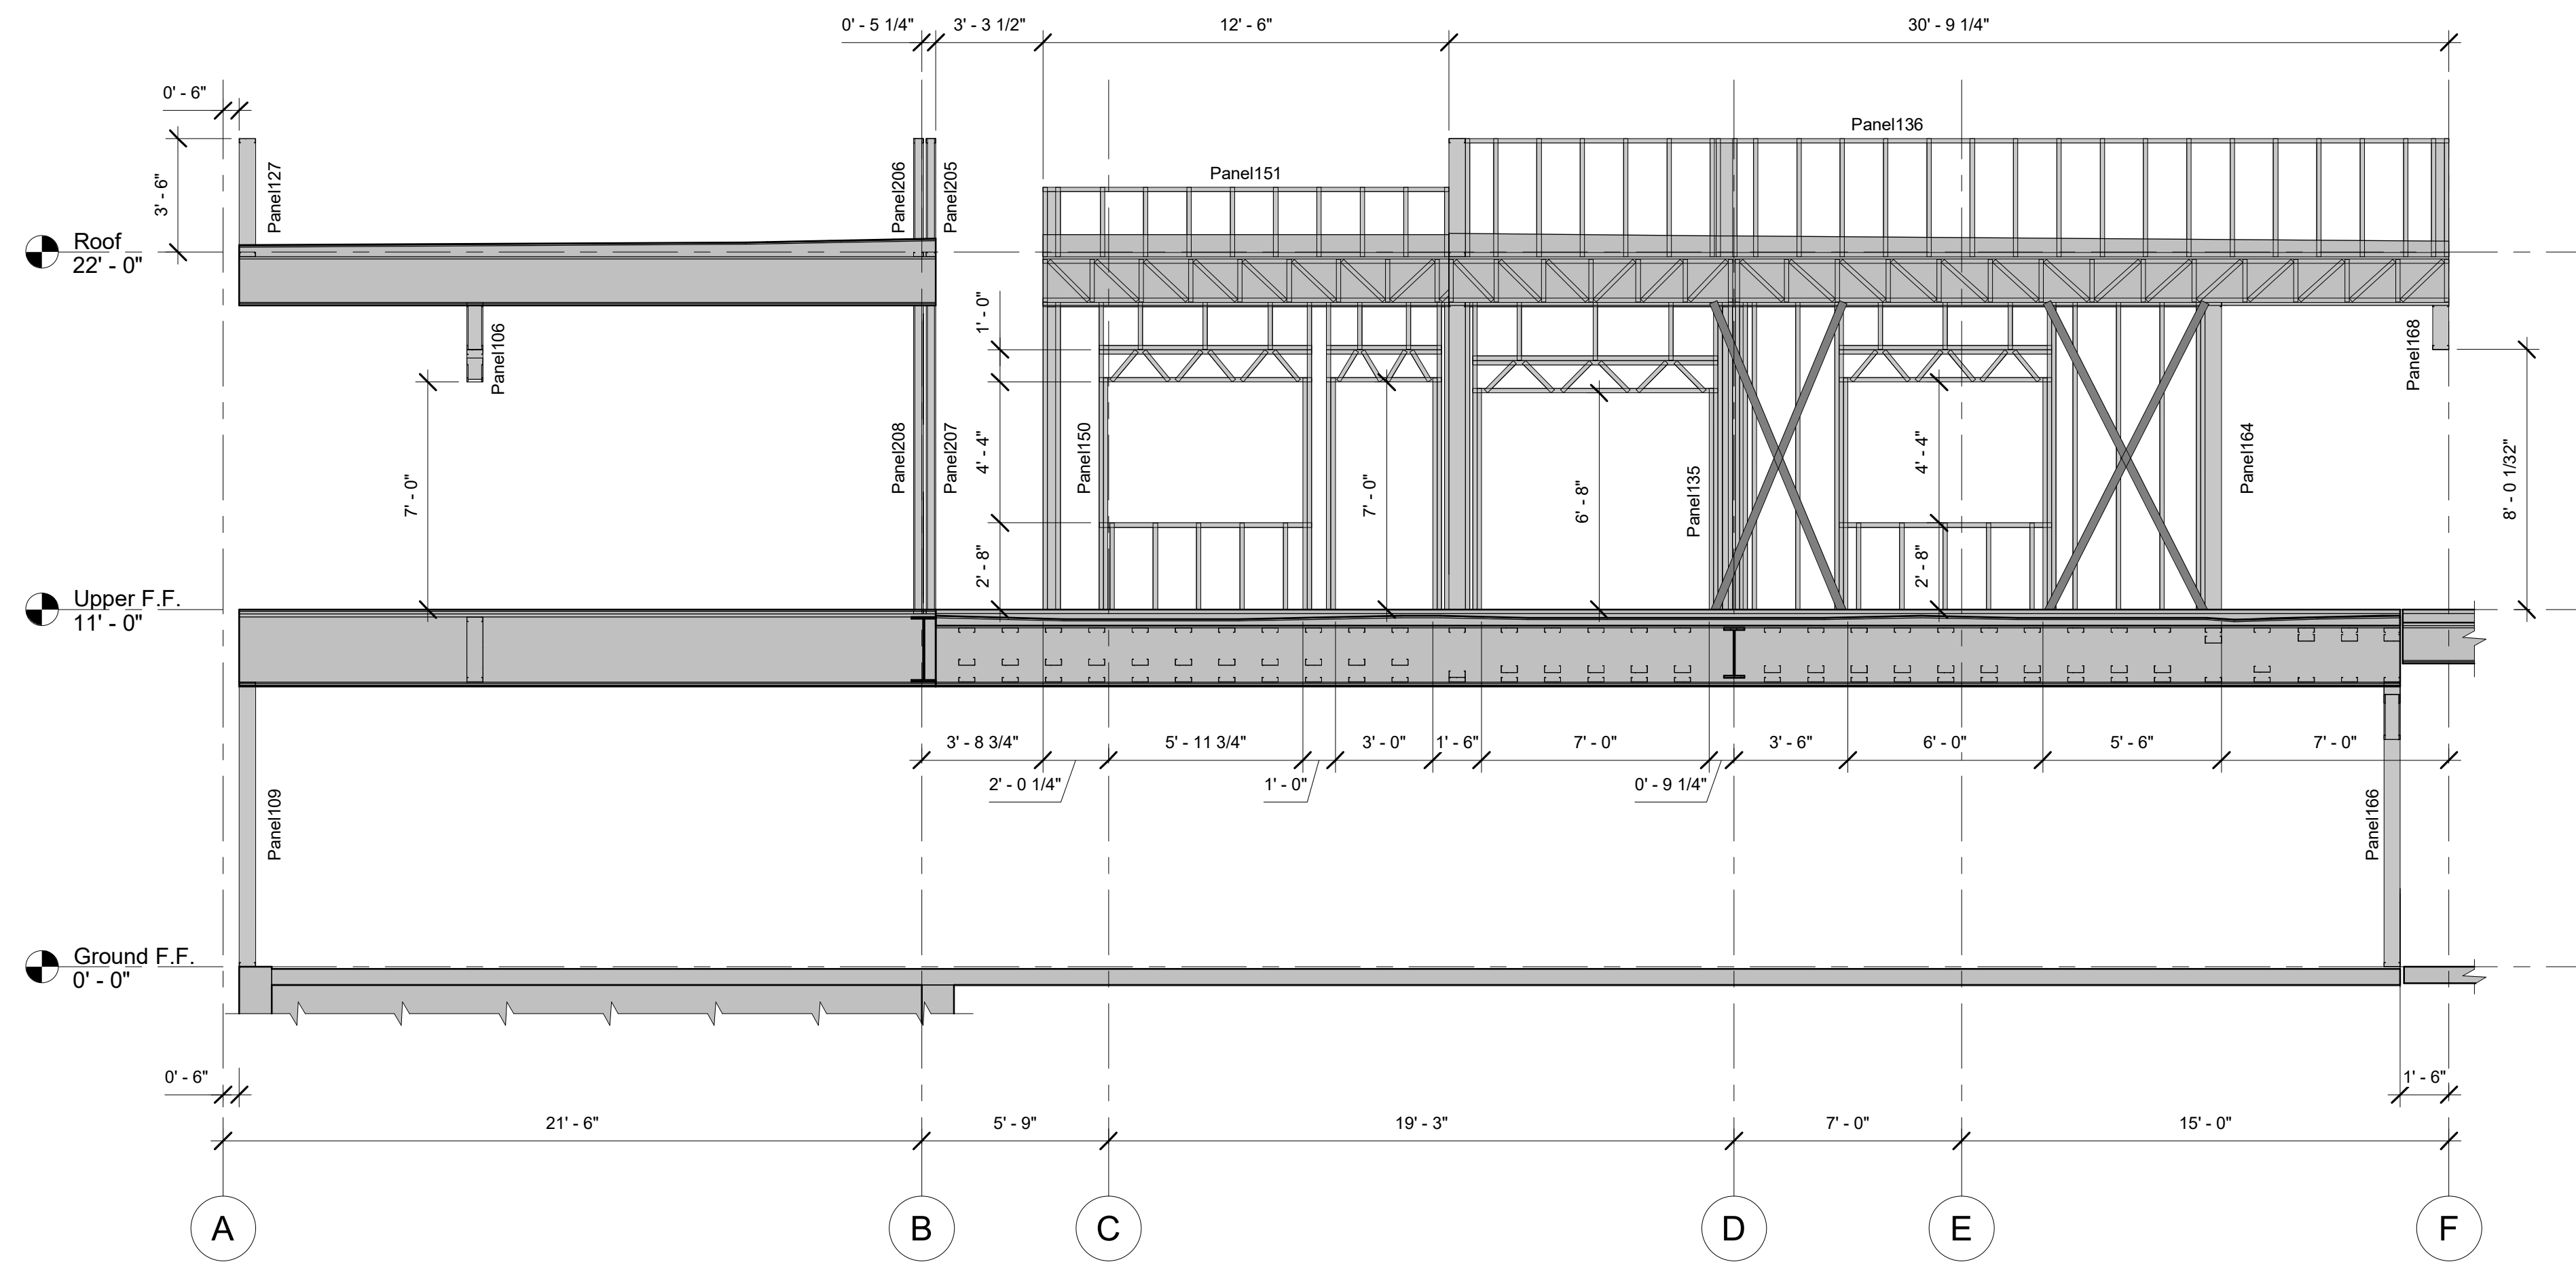 0' - 5 1/4"
3' - 3 1/2"
12' - 6"
30' - 9 1/4"
0' - 6"
3' - 6"
Panel127
Panel206
Panel205
Panel151
Panel136
Roof
22' - 0"
Panel106
1' - 0"
Panel168
7' - 0"
Panel208
Panel207
4' - 4"
Panel150
7' - 0"
6' - 8"
Panel135
4' - 4"
Panel164
8' - 0 1/32"
2' - 8"
2' - 8"
Upper F.F.
11' - 0"
3' - 8 3/4"
5' - 11 3/4"
3' - 0"
1' - 6"
7' - 0"
3' - 6"
6' - 0"
5' - 6"
7' - 0"
2' - 0 1/4"
1' - 0"
0' - 9 1/4"
Panel109
Panel166
Ground F.F.
0' - 0"
0' - 6"
1' - 6"
21' - 6"
5' - 9"
19' - 3"
7' - 0"
15' - 0"
A
B
C
D
E
F